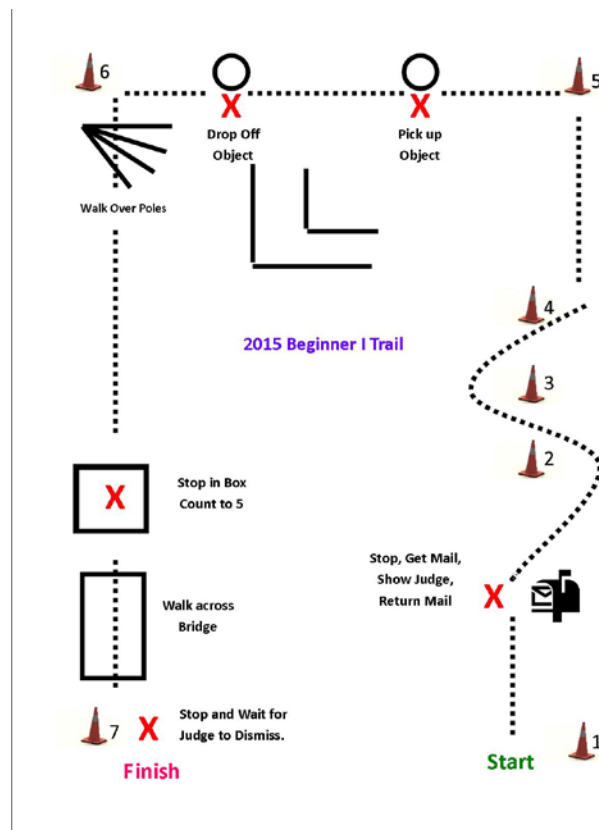 6
5
Drop Off
Object
Pick up
Object
Walk Over Poles
4
2015 Beginner I Trail
3
2
Stop in Box
Count to 5
Stop, Get Mail,
Show Judge,
Return Mail
X
X
X
X
Walk across
Bridge
7
X
Stop and Wait for
Judge to Dismiss.
1
Finish
Start